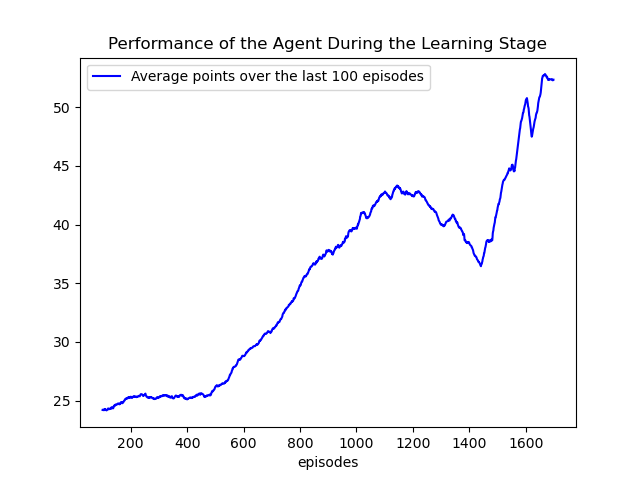 Performance of the Agent During the Learning Stage
Average points over the last 100 episodes
50
45
40
35
30
25
200 400 600 800 1000 1200 1400 1600
episodes